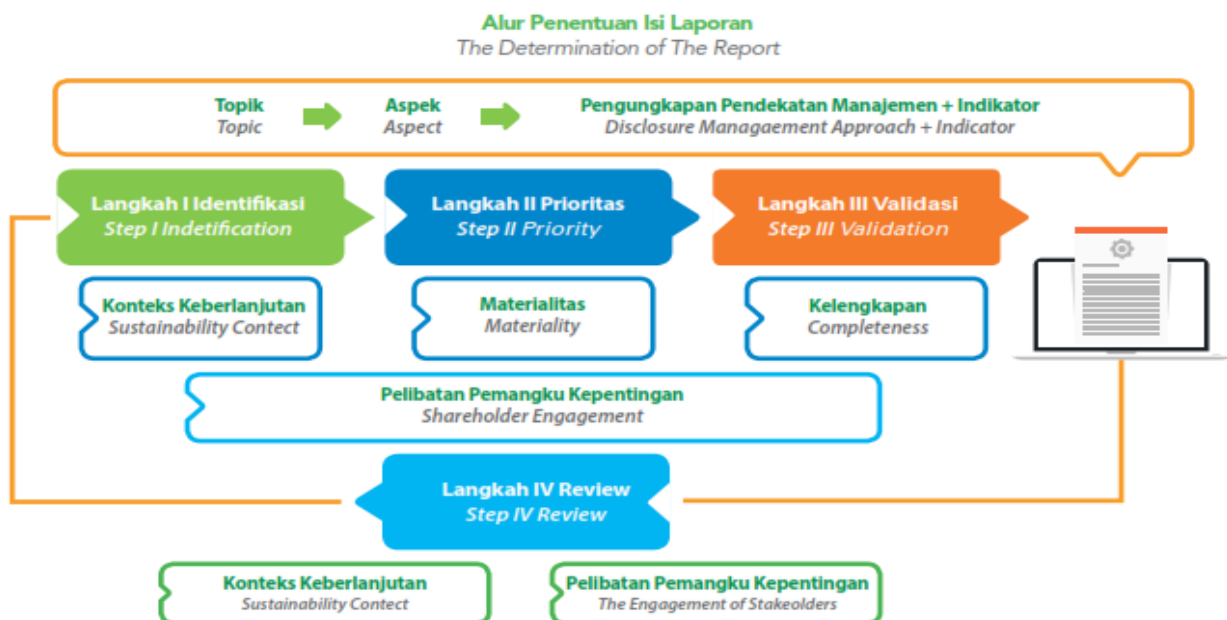 Alur Penentuan Isi Laporan
The Determination of The Report
Topik
Topic
Aspek
Aspect
Pengungkapan Pendekatan Manajemen + Indikator
Disclosure Managaement Approach + Indicator
Langkah I Identifikasi
Step I Indetification
Langkah II Prioritas
Step II Priority
Langkah III Validasi
Step III Validation
Konteks Keberlanjutan
Sustainability Contect
Materialitas
Materiality
Kelengkapan
Completeness
Pelibatan Pemangku Kepentingan
Shareholder Engagement
Langkah IV Review
Step IV Review
Konteks Keberlanjutan
Sustainability Contect
Pelibatan Pemangku Kepentingan
The Engagement of Stakeolders